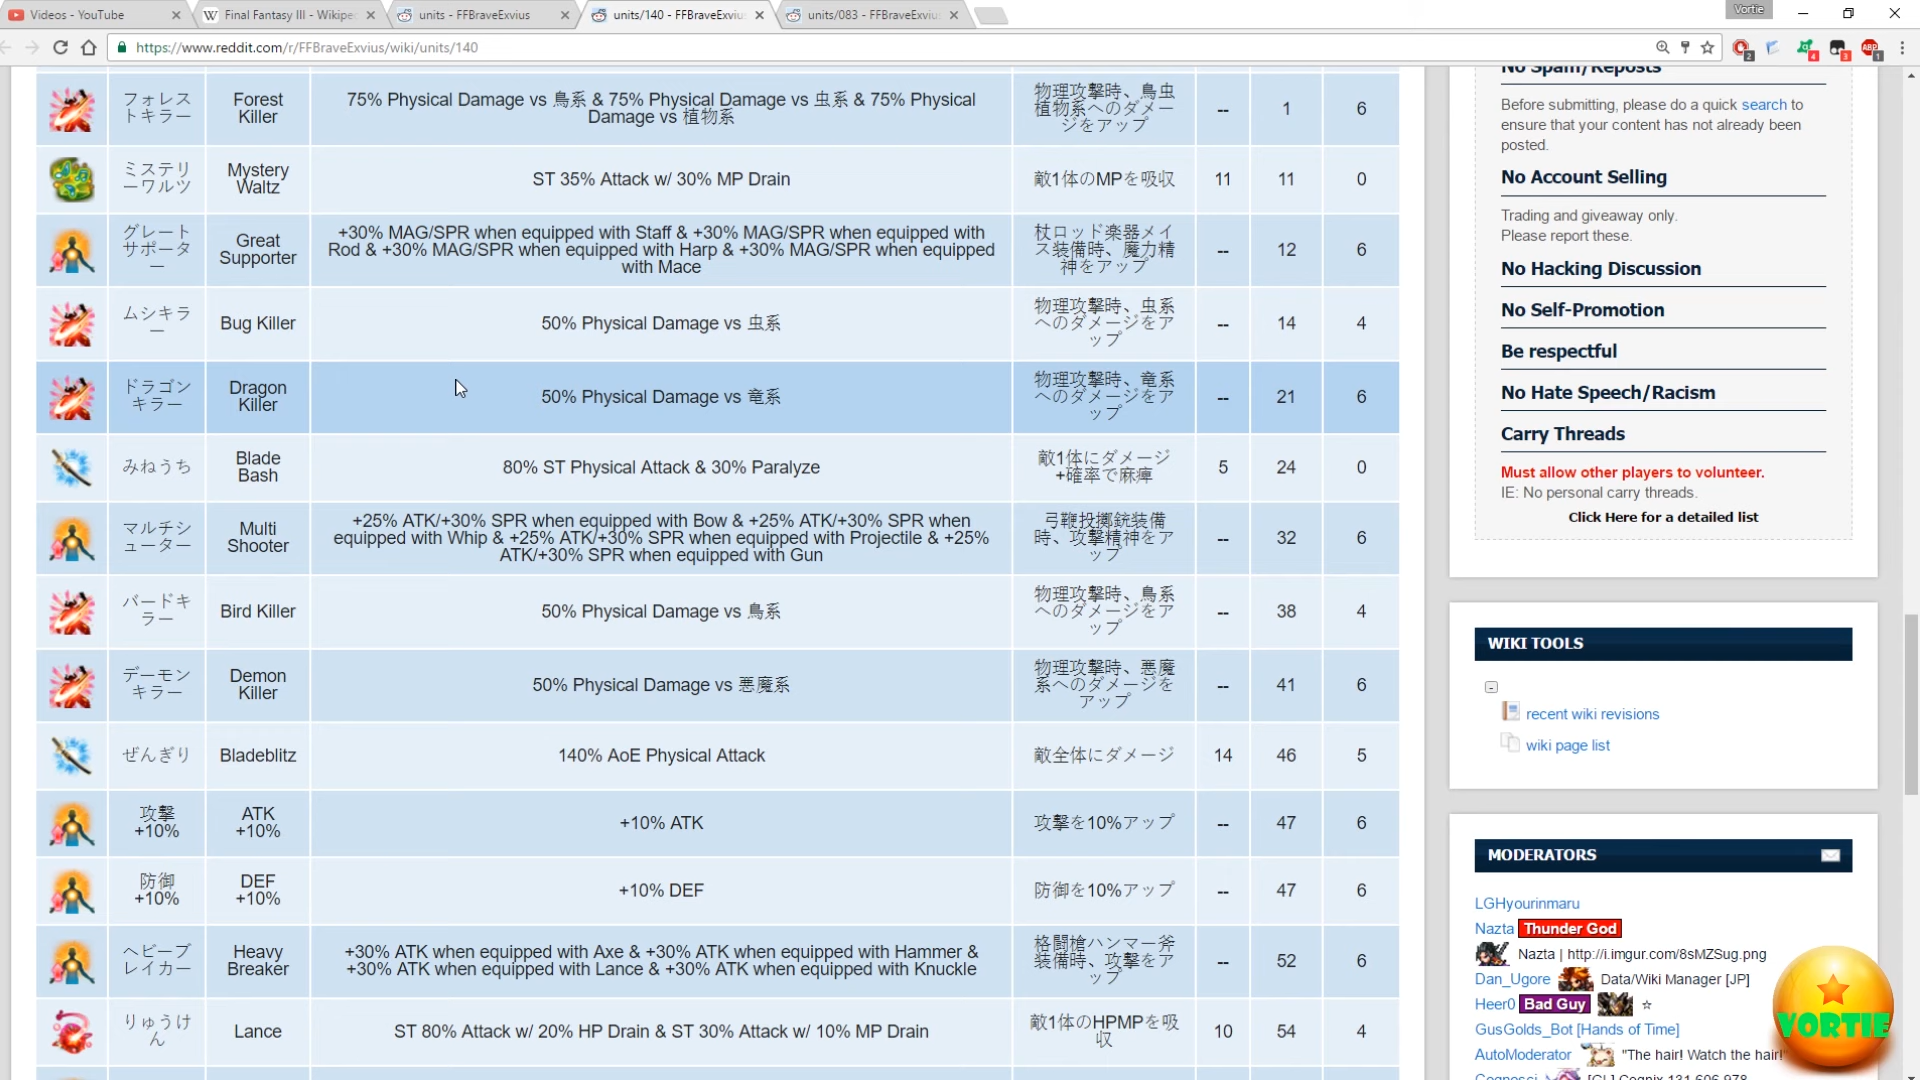 Videos - YouTube
Final Fantasy III - Wikipe
units - FFBraveExvius
units/140 - FFBraveExvius
units/083 - FFBraveExvius
Vortie
https://www.reddit.com/r/FFBraveExvius/wiki/units/140
フォレス
トキラー
Forest
Killer
75% Physical Damage vs 鳥系 & 75% Physical Damage vs 虫系 & 75% Physical
Damage vs 植物系
物理攻撃時、鳥虫
植物系へのダメー
ジをアップ
--
1
6
ミステリ
ーワルツ
Mystery
Waltz
ST 35% Attack w/ 30% MP Drain
敵1体のMPを吸収
11
11
0
グレート
サポータ
ー
Great
Supporter
+30% MAG/SPR when equipped with Staff & +30% MAG/SPR when equipped with
Rod & +30% MAG/SPR when equipped with Harp & +30% MAG/SPR when equipped
with Mace
杖ロッド楽器メイ
ス装備時、魔力精
神をアップ
--
12
6
ムシキラ
ー
Bug Killer
50% Physical Damage vs 虫系
物理攻撃時、虫系
へのダメージをア
ップ
--
14
4
ドラゴン
キラー
Dragon
Killer
50% Physical Damage vs 竜系
物理攻撃時、竜系
へのダメージをア
ップ
--
21
6
みねうち
Blade
Bash
80% ST Physical Attack & 30% Paralyze
敵1体にダメージ
+確率で麻痺
5
24
0
マルチシ
ューター
Multi
Shooter
+25% ATK/+30% SPR when equipped with Bow & +25% ATK/+30% SPR when
equipped with Whip & +25% ATK/+30% SPR when equipped with Projectile & +25%
ATK/+30% SPR when equipped with Gun
弓鞭投擲銃装備
時、攻撃精神をア
ップ
--
32
6
バードキ
ラー
Bird Killer
50% Physical Damage vs 鳥系
物理攻撃時、鳥系
へのダメージをア
ップ
--
38
4
デーモン
キラー
Demon
Killer
50% Physical Damage vs 悪魔系
物理攻撃時、悪魔
系へのダメージを
アップ
--
41
6
ぜんぎり
Bladeblitz
140% AoE Physical Attack
敵全体にダメージ
14
46
5
攻撃
+10%
ATK
+10%
+10% ATK
攻撃を10%アップ
--
47
6
防御
+10%
DEF
+10%
+10% DEF
防御を10%アップ
--
47
6
ヘビーブ
レイカー
Heavy
Breaker
+30% ATK when equipped with Axe & +30% ATK when equipped with Hammer &
+30% ATK when equipped with Lance & +30% ATK when equipped with Knuckle
格闘槍ハンマー斧
装備時、攻撃をア
ップ
--
52
6
りゅうけ
ん
Lance
ST 80% Attack w/ 20% HP Drain & ST 30% Attack w/ 10% MP Drain
敵1体のHPMPを吸
収
10
54
4
No Spam/Reposts
Before submitting, please do a quick search to
ensure that your content has not already been
posted.
No Account Selling
Trading and giveaway only.
Please report these.
No Hacking Discussion
No Self-Promotion
Be respectful
No Hate Speech/Racism
Carry Threads
Must allow other players to volunteer.
IE: No personal carry threads.
Click Here for a detailed list
WIKI TOOLS
recent wiki revisions
wiki page list
MODERATORS
LGHyourinmaru
Nazta Thunder God
Nazta | http://i.imgur.com/8sMZSug.png
Dan_Ugore Data/Wiki Manager [JP]
Heer0 Bad Guy ☆
GusGolds_Bot [Hands of Time]
AutoModerator "The hair! Watch the hair!"
VORTIE